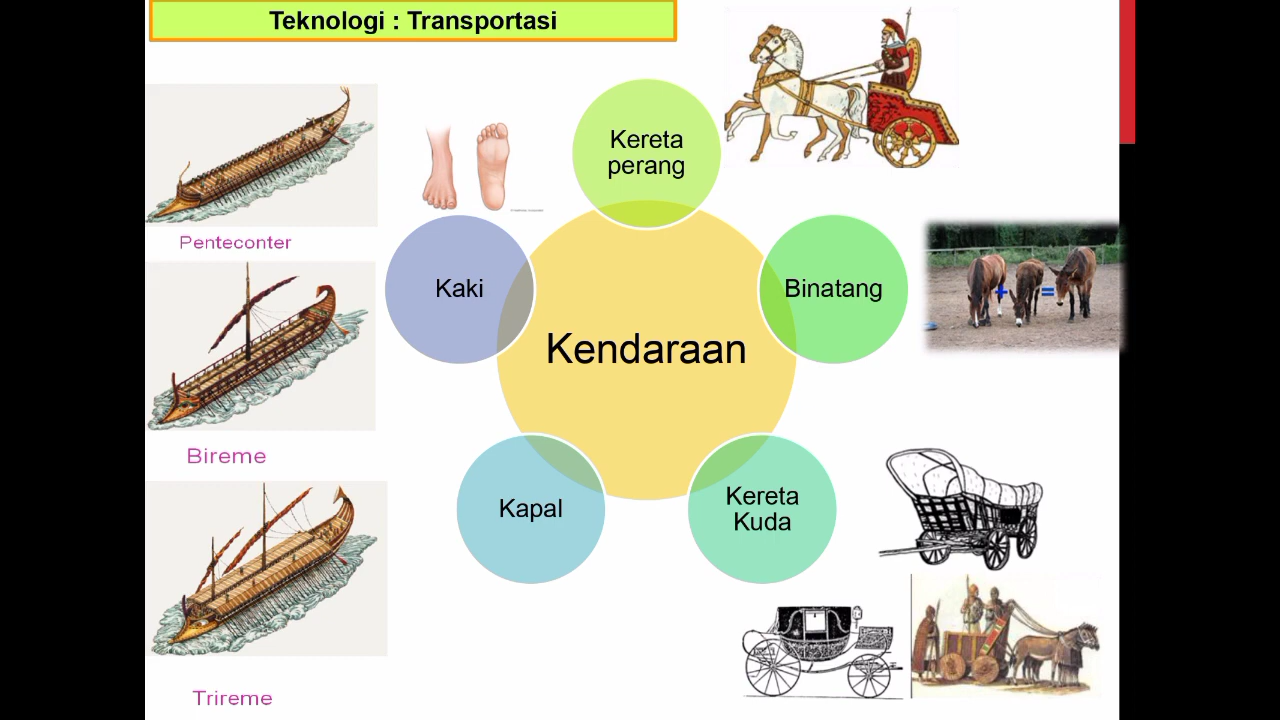 Teknologi : Transportasi
Kereta
perang
Penteconter
Kaki
Binatang
+ =
Kendaraan
Bireme
Kapal
Kereta
Kuda
Trireme